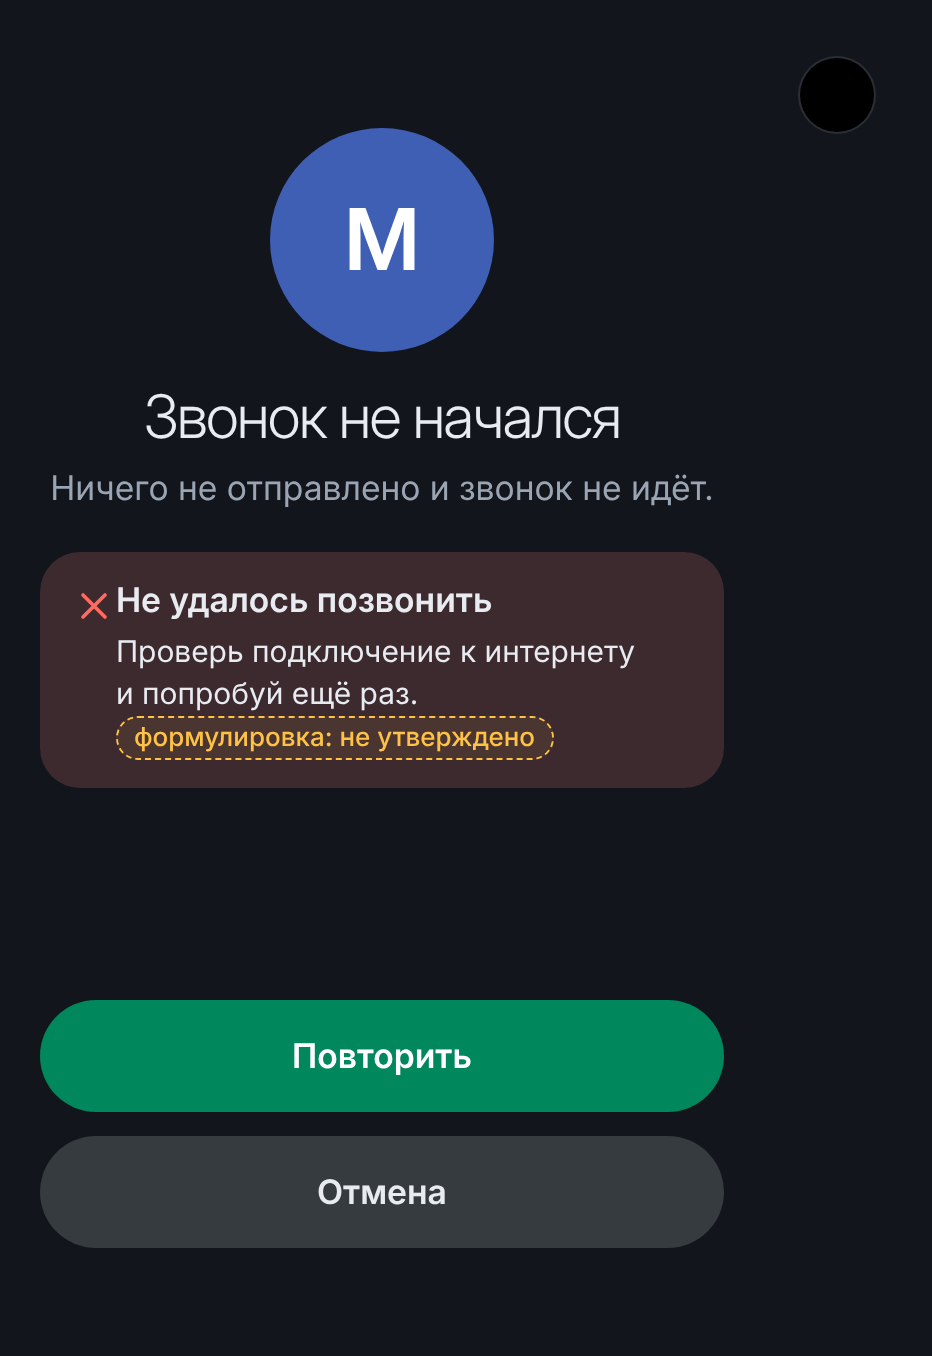 М
Звонок не начался
Ничего не отправлено и звонок не идёт.
Не удалось позвонить
Проверь подключение к интернету
и попробуй ещё раз.
формулировка: не утверждено
Повторить
Отмена